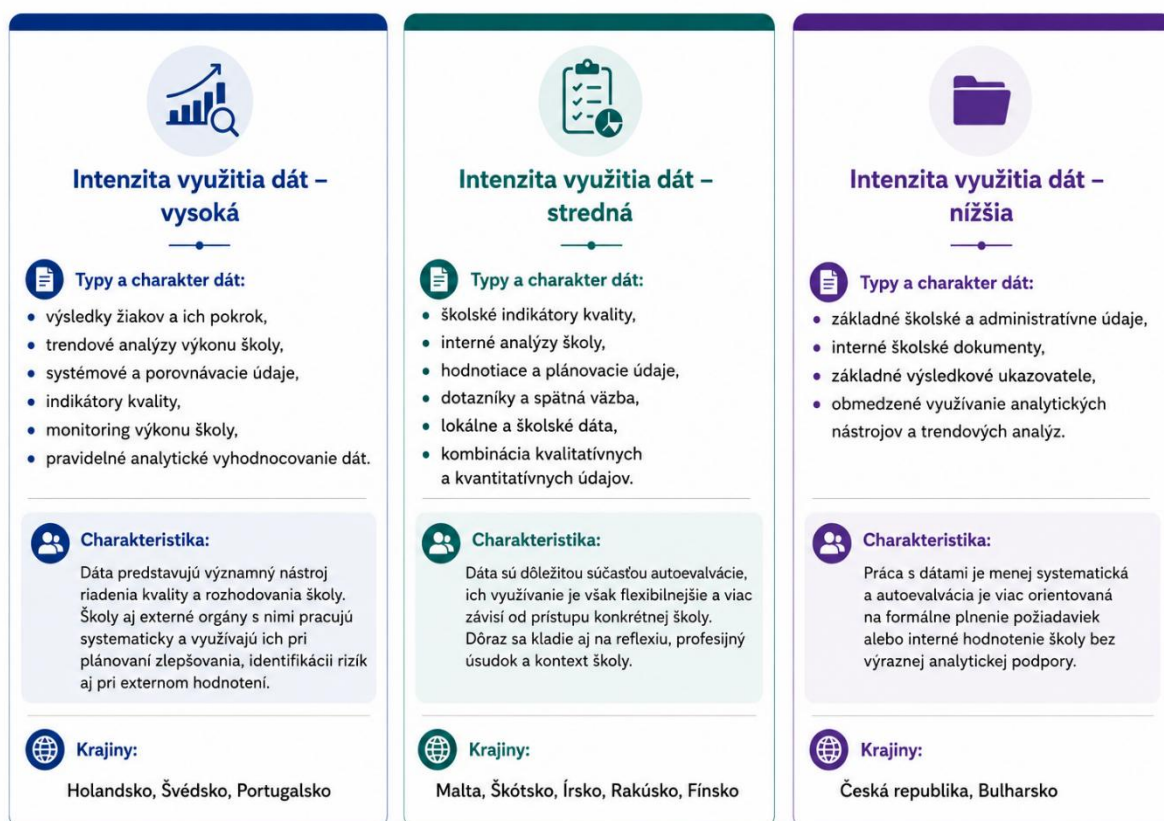 Intenzita využitia dát –
vysoká
Typy a charakter dát:
• výsledky žiakov a ich pokrok,
• trendové analýzy výkonu školy,
• systémové a porovnávacie údaje,
• indikátory kvality,
• monitoring výkonu školy,
• pravidelné analytické vyhodnocovanie dát.
Charakteristika:
Dáta predstavujú významný nástroj
riadenia kvality a rozhodovania školy.
Školy aj externé orgány s nimi pracujú
systematicky a využívajú ich pri
plánovaní zlepšovania, identifikácii rizík
aj pri externom hodnotení.
Krajiny:
Holandsko, Švédsko, Portugalsko
Intenzita využitia dát –
stredná
Typy a charakter dát:
• školské indikátory kvality,
• interné analýzy školy,
• hodnotiace a plánovacie údaje,
• dotazníky a spätná väzba,
• lokálne a školské dáta,
• kombinácia kvalitatívnych
a kvantitatívnych údajov.
Charakteristika:
Dáta sú dôležitou súčasťou autoevalvácie,
ich využívanie je však flexibilnejšie a viac
závisí od prístupu konkrétnej školy.
Dôraz sa kladie aj na reflexiu, profesijný
úsudok a kontext školy.
Krajiny:
Malta, Škótsko, Írsko, Rakúsko, Fínsko
Intenzita využitia dát –
nížšia
Typy a charakter dát:
• základné školské a administratívne údaje,
• interné školské dokumenty,
• základné výsledkové ukazovatele,
• obmedzené využívanie analytických
nástrojov a trendových analýz.
Charakteristika:
Práca s dátami je menej systematická
a autoevalvácia je viac orientovaná
na formálne plnenie požiadaviek
alebo interné hodnotenie školy bez
výraznej analytickej podpory.
Krajiny:
Česká republika, Bulharsko